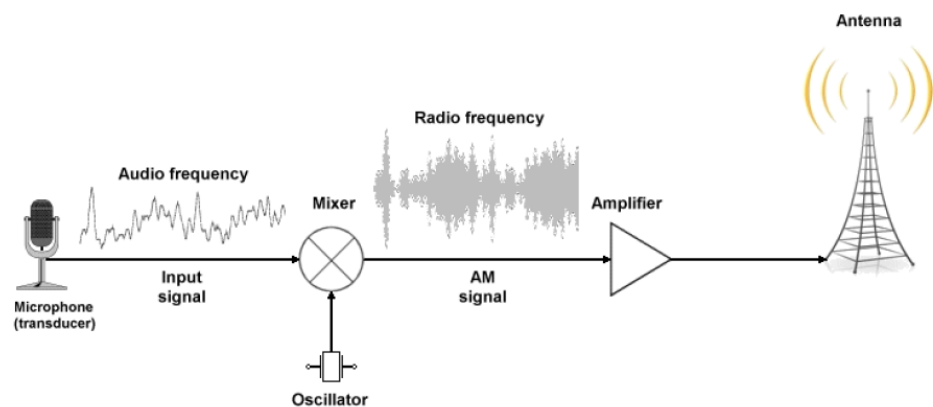 Antenna
Radio frequency
Audio frequency
Mixer
Amplifier
Input
signal
AM
signal
Microphone
(transducer)
Oscillator